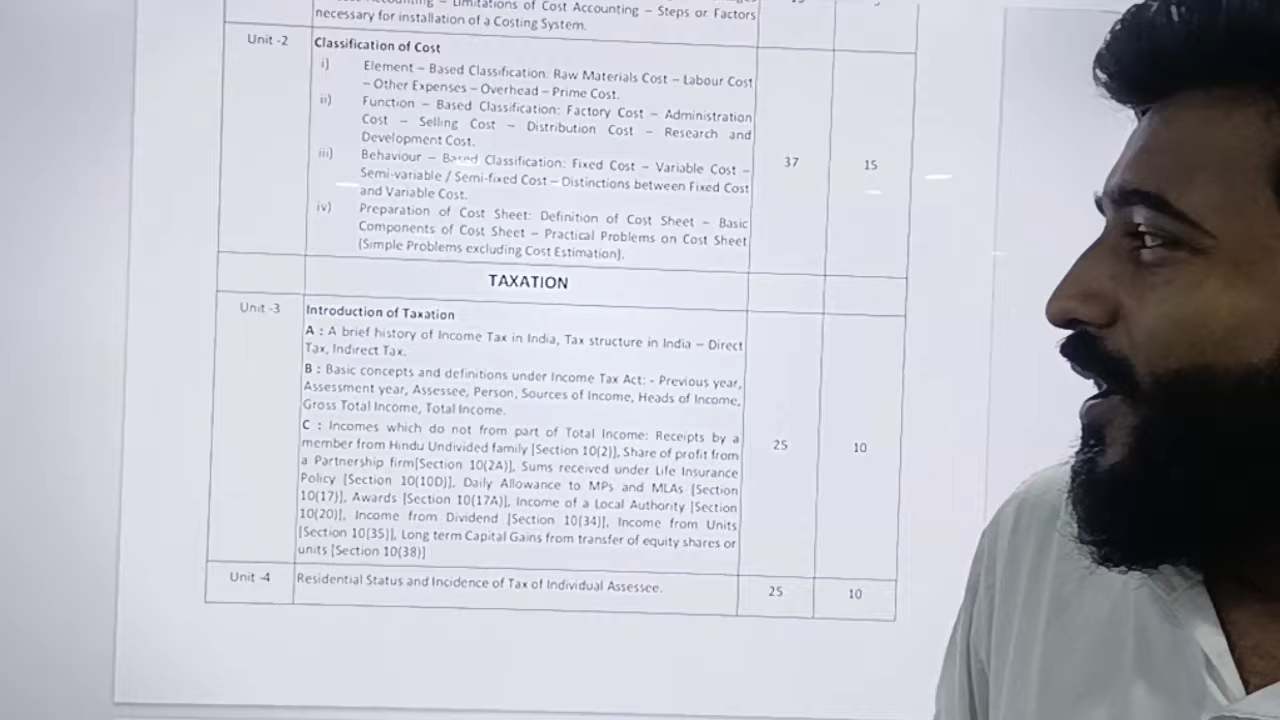 – Limitations of Cost Accounting – Steps or Factors
necessary for installation of a Costing System.
Unit -2
Classification of Cost
i) Element – Based Classification: Raw Materials Cost – Labour Cost
– Other Expenses – Overhead – Prime Cost.
ii) Function – Based Classification: Factory Cost – Administration
Cost – Selling Cost – Distribution Cost – Research and
Development Cost.
iii) Behaviour – Based Classification: Fixed Cost – Variable Cost –
Semi-variable / Semi-fixed Cost – Distinctions between Fixed Cost
and Variable Cost.
iv) Preparation of Cost Sheet: Definition of Cost Sheet – Basic
Components of Cost Sheet – Practical Problems on Cost Sheet
(Simple Problems excluding Cost Estimation).
37
15
TAXATION
Unit -3
Introduction of Taxation
A : A brief history of Income Tax in India, Tax structure in India – Direct
Tax, Indirect Tax.
B : Basic concepts and definitions under Income Tax Act: - Previous year,
Assessment year, Assessee, Person, Sources of Income, Heads of Income,
Gross Total Income, Total Income.
C : Incomes which do not from part of Total Income: Receipts by a
member from Hindu Undivided family [Section 10(2)], Share of profit from
a Partnership firm[Section 10(2A)], Sums received under Life Insurance
Policy [Section 10(10D)], Daily Allowance to MPs and MLAs [Section
10(17)], Awards [Section 10(17A)], Income of a Local Authority [Section
10(20)], Income from Dividend [Section 10(34)], Income from Units
[Section 10(35)], Long term Capital Gains from transfer of equity shares or
units [Section 10(38)]
25
10
Unit -4
Residential Status and Incidence of Tax of Individual Assessee.
25
10